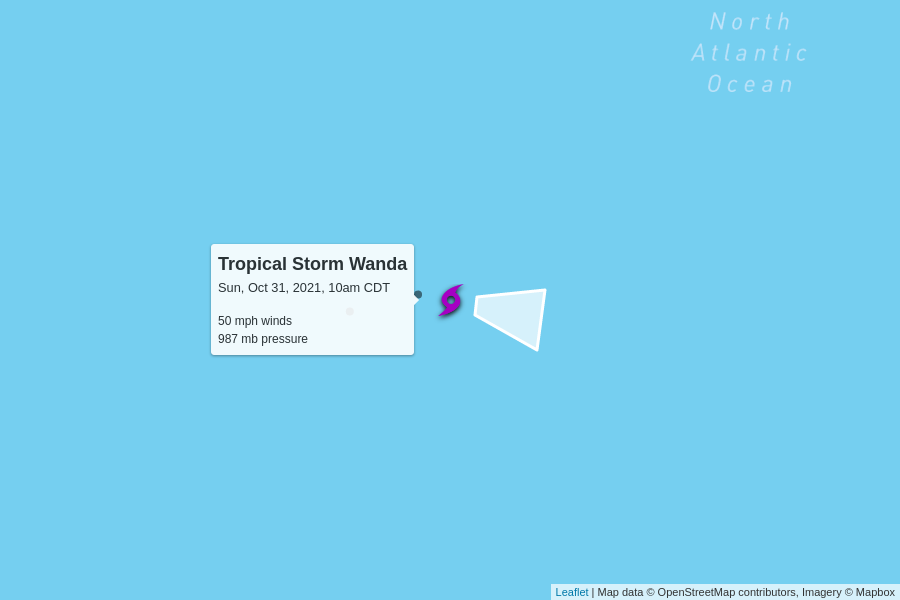 North
Atlantic
Ocean
Tropical Storm Wanda
Sun, Oct 31, 2021, 10am CDT
50 mph winds
987 mb pressure
Leaflet | Map data © OpenStreetMap contributors, Imagery © Mapbox